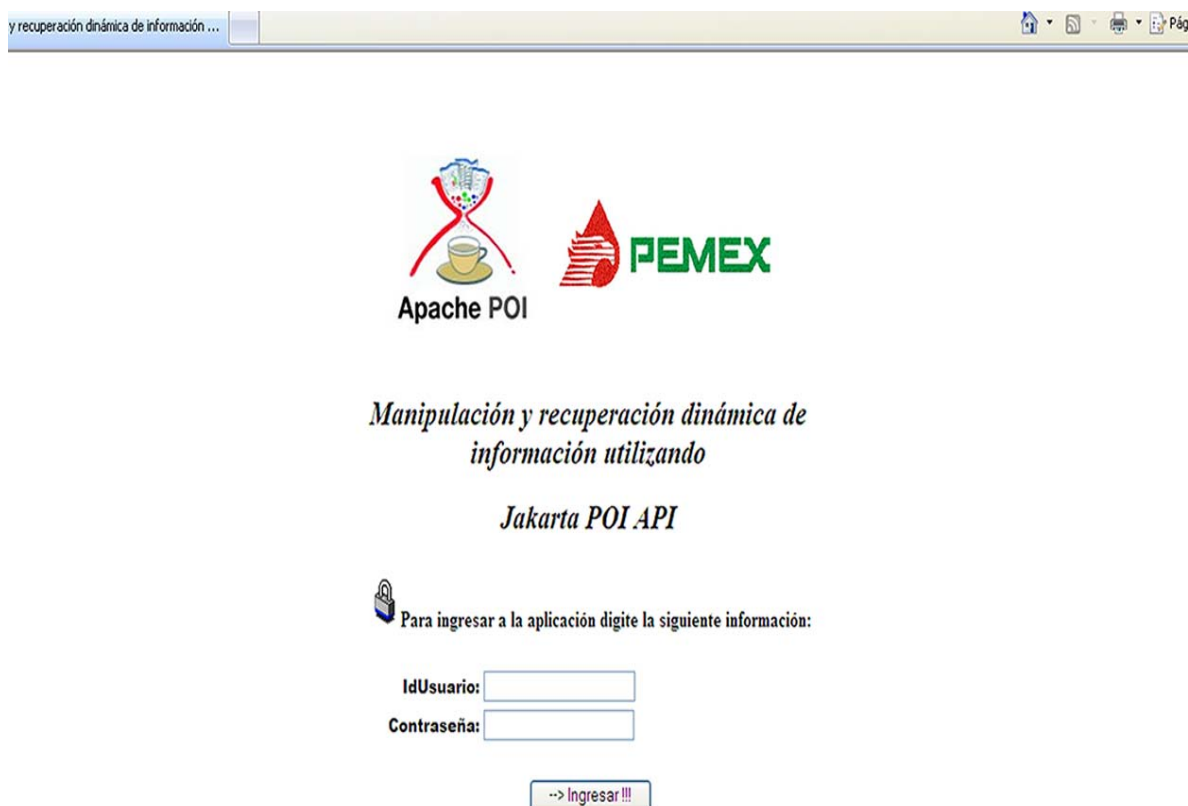 y recuperación dinámica de información ...
Pág
Apache POI
PEMEX
Manipulación y recuperación dinámica de
información utilizando
Jakarta POI API
Para ingresar a la aplicación digite la siguiente información:
IdUsuario:
Contraseña:
--> Ingresar !!!